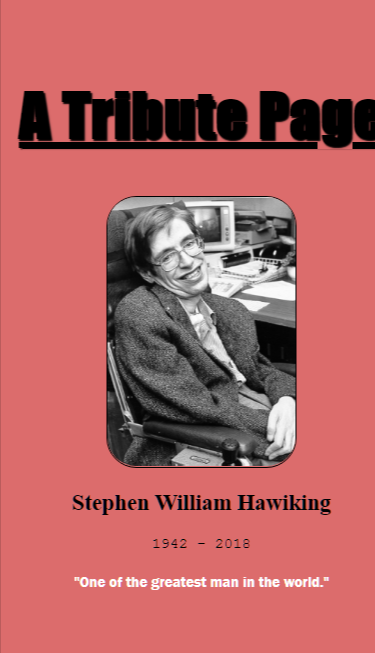 A Tribute Page
Stephen William Hawiking
1942 - 2018
"One of the greatest man in the world."